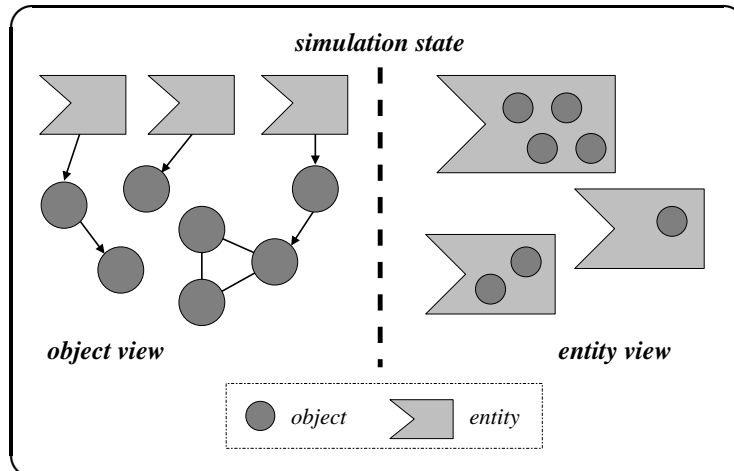 simulation state
object view
entity view
object
entity